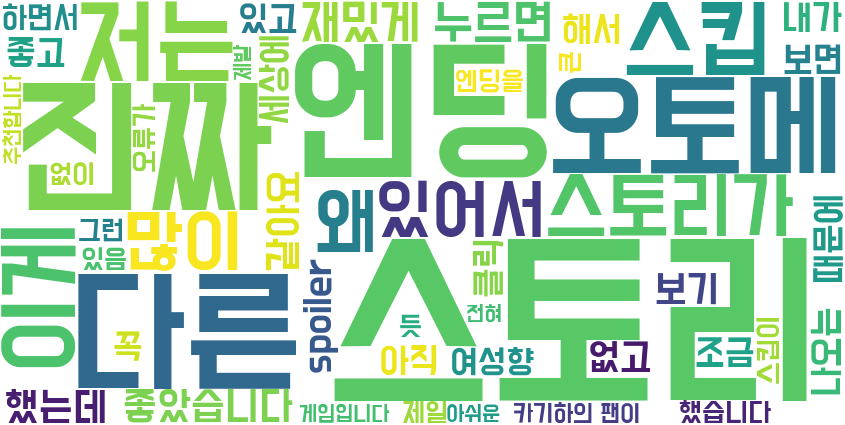 하면서
저는
있고
재밌게
누르면
해서
스킵
내가
좋고
제발
세상에
엔딩을
큰
보면
추천합니다
진짜
엔딩
오토메
없이
오류가
그런
많이
같아요
왜
있어서
스토리가
때문에
있음
이게
다른
spoiler
스토리
클릭
보기
전혀
듯
꼭
아직
여성향
없고
조금
스킵이
나오는
했는데
좋았습니다
게임입니다
제일
아쉬운
카기하의 팬이
했습니다